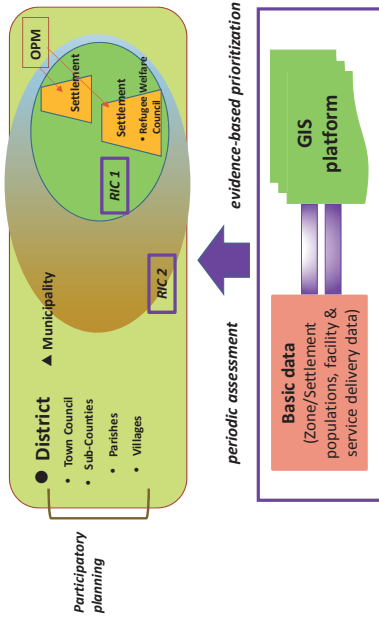 Participatory
planning
● District
• Town Council
• Sub-Counties
• Parishes
• Villages
▲ Municipality
RIC 2
RIC 1
OPM
Settlement
Settlement
• Refugee Welfare
Council
periodic assessment
evidence-based prioritization
Basic data
(Zone/Settlement
populations, facility &
service delivery data)
GIS
platform